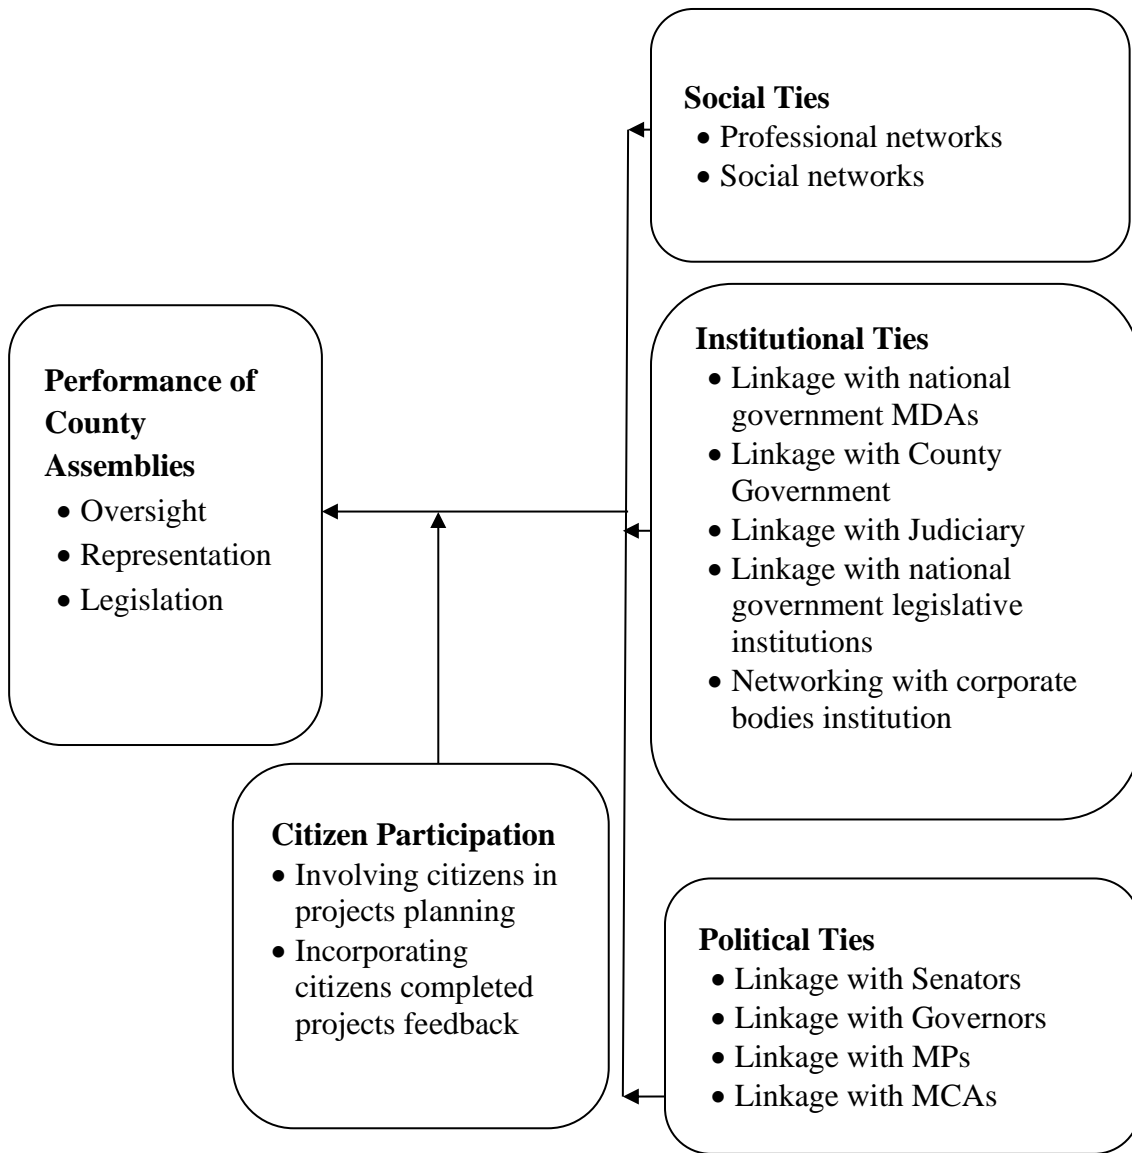 Social Ties
• Professional networks
• Social networks
Institutional Ties
• Linkage with national
government MDAs
• Linkage with County
Government
• Linkage with Judiciary
• Linkage with national
government legislative
institutions
• Networking with corporate
bodies institution
Performance of
County
Assemblies
• Oversight
• Representation
• Legislation
Citizen Participation
• Involving citizens in
projects planning
• Incorporating
citizens completed
projects feedback
Political Ties
• Linkage with Senators
• Linkage with Governors
• Linkage with MPs
• Linkage with MCAs